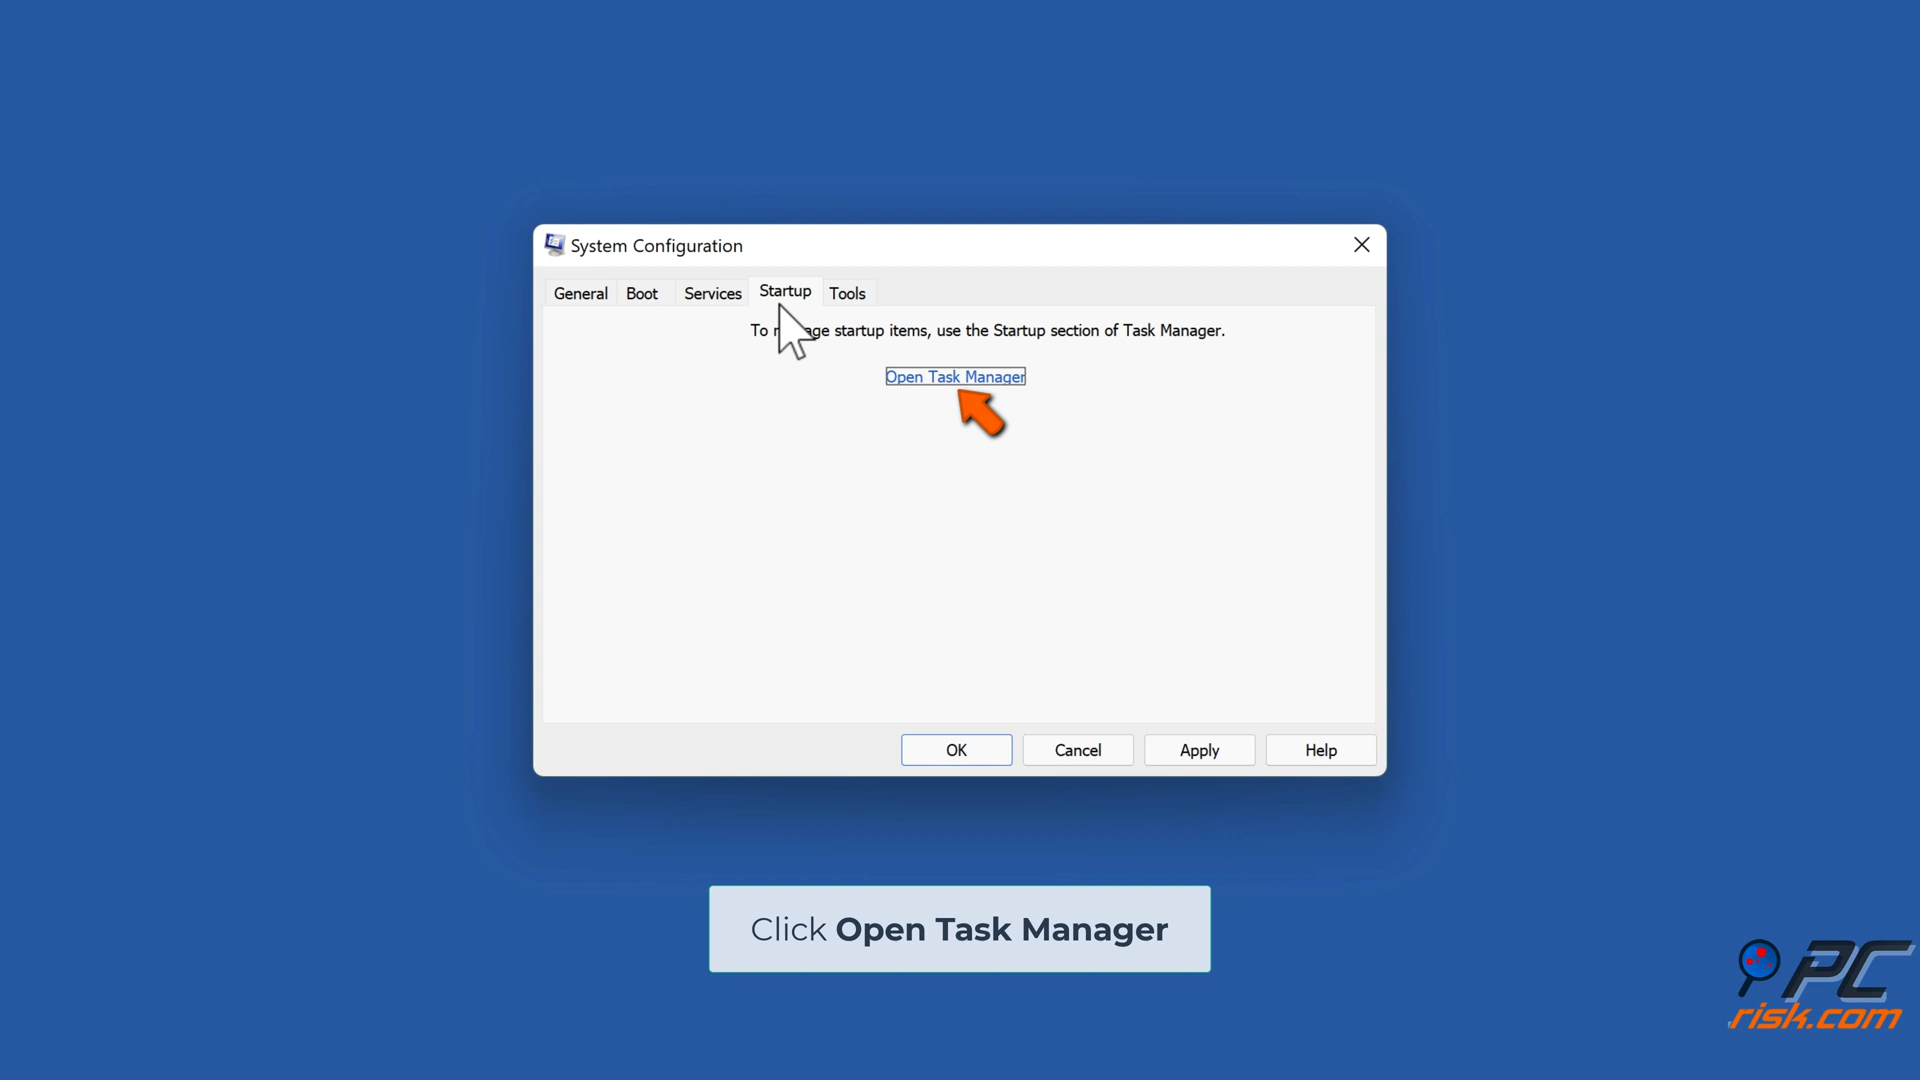 System Configuration
General Boot Services Startup Tools
To age startup items, use the Startup section of Task Manager.
Open Task Manager
OK Cancel Apply Help
Click Open Task Manager
PC
risk.com